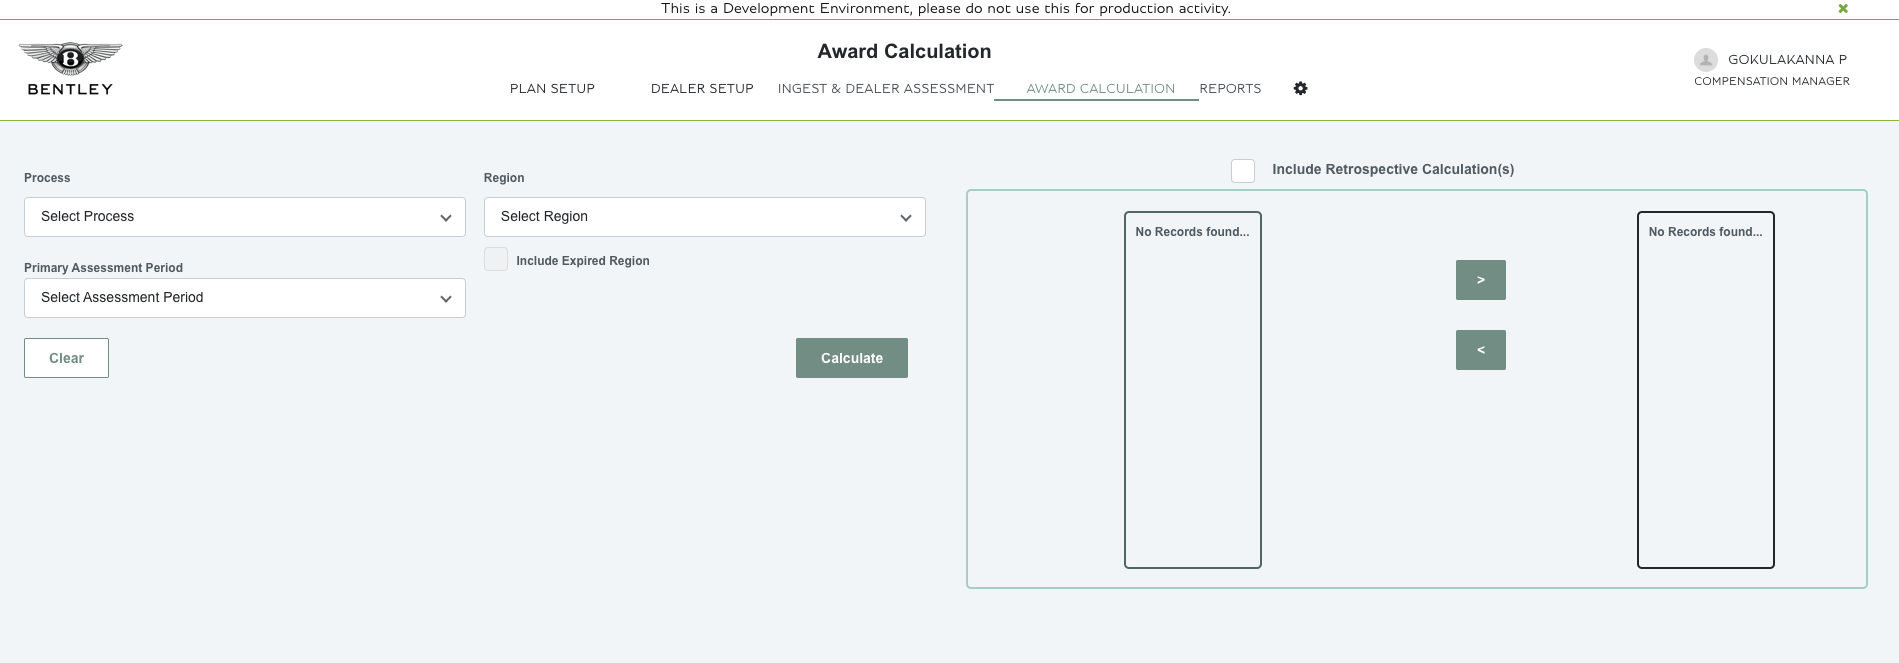 This is a Development Environment, please do not use this for production activity.
BENTLEY
Award Calculation
PLAN SETUP
DEALER SETUP
INGEST & DEALER ASSESSMENT
AWARD CALCULATION
REPORTS
GOKULAKANNA P
COMPENSATION MANAGER
Process
Select Process
Region
Select Region
Include Expired Region
Primary Assessment Period
Select Assessment Period
Clear
Calculate
Include Retrospective Calculation(s)
No Records found...
>
<
No Records found...